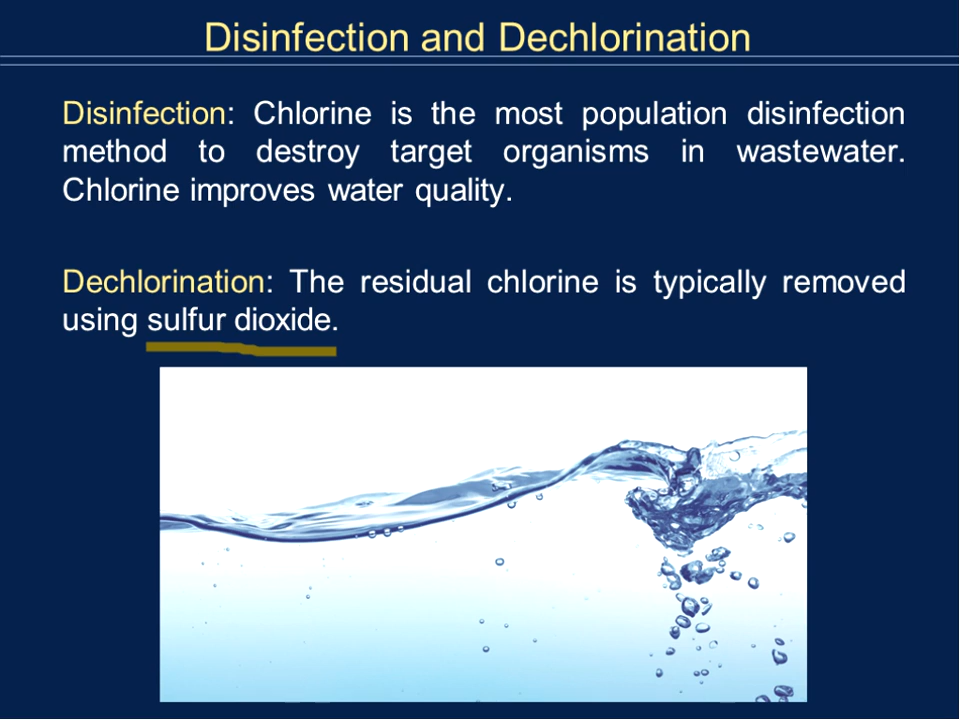 Disinfection and Dechlorination
Disinfection: Chlorine is the most population disinfection
method to destroy target organisms in wastewater.
Chlorine improves water quality.
Dechlorination: The residual chlorine is typically removed
using sulfur dioxide.